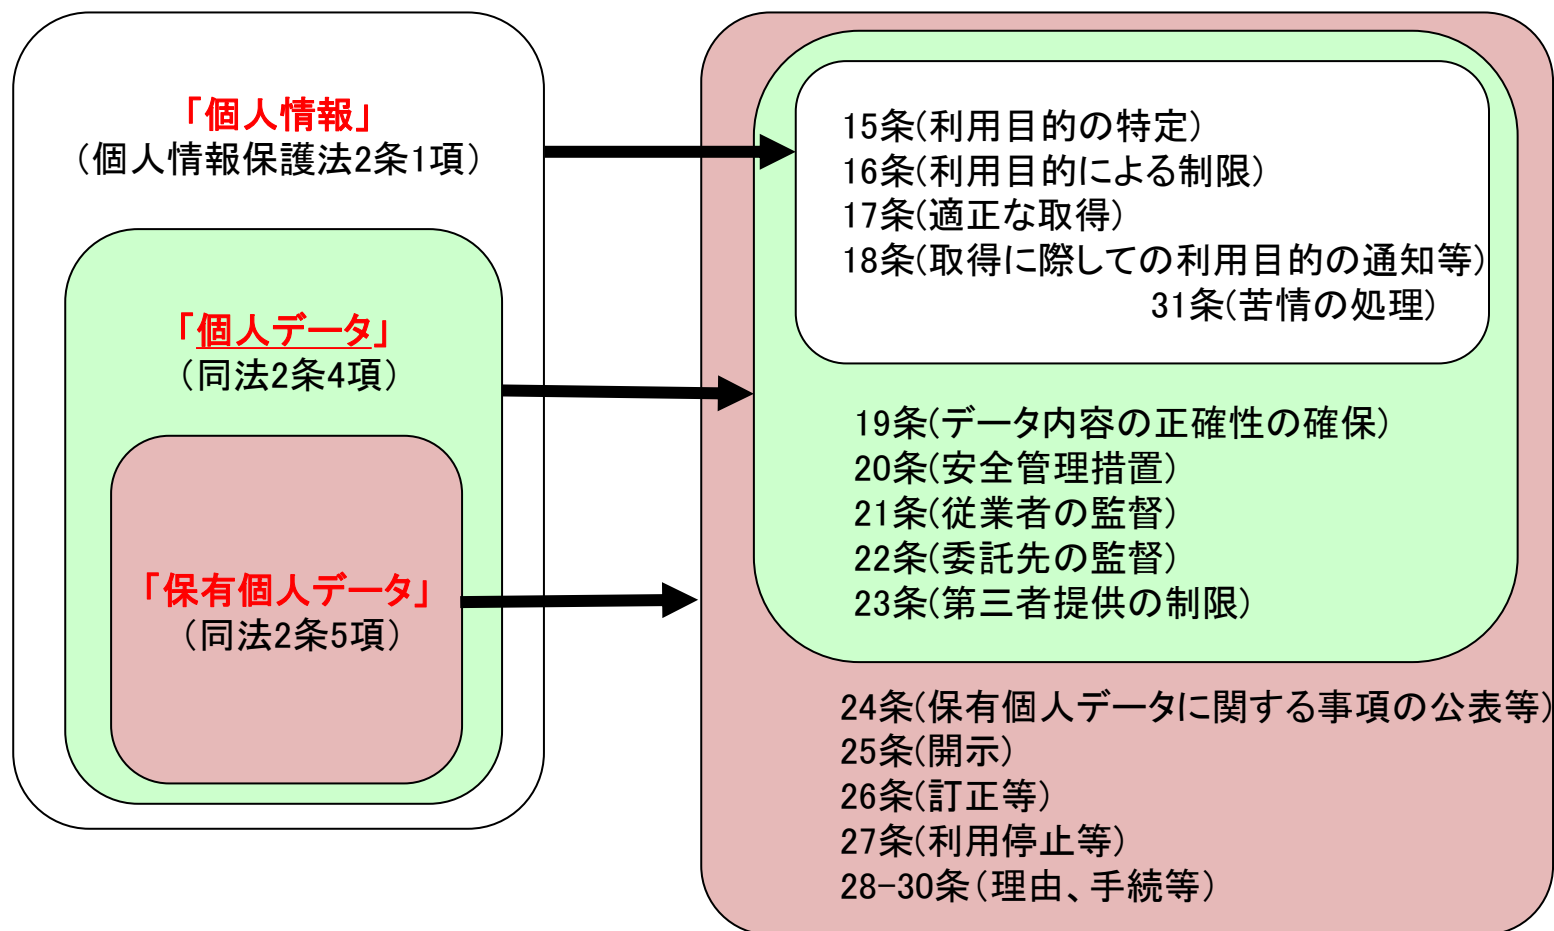 「個人情報」
(個人情報保護法2条1項)
「個人データ」
(同法2条4項)
「保有個人データ」
(同法2条5項)
15条(利用目的の特定)
16条(利用目的による制限)
17条(適正な取得)
18条(取得に際しての利用目的の通知等)
31条(苦情の処理)
19条(データ内容の正確性の確保)
20条(安全管理措置)
21条(従業者の監督)
22条(委託先の監督)
23条(第三者提供の制限)
24条(保有個人データに関する事項の公表等)
25条(開示)
26条(訂正等)
27条(利用停止等)
28-30条(理由、手続等)